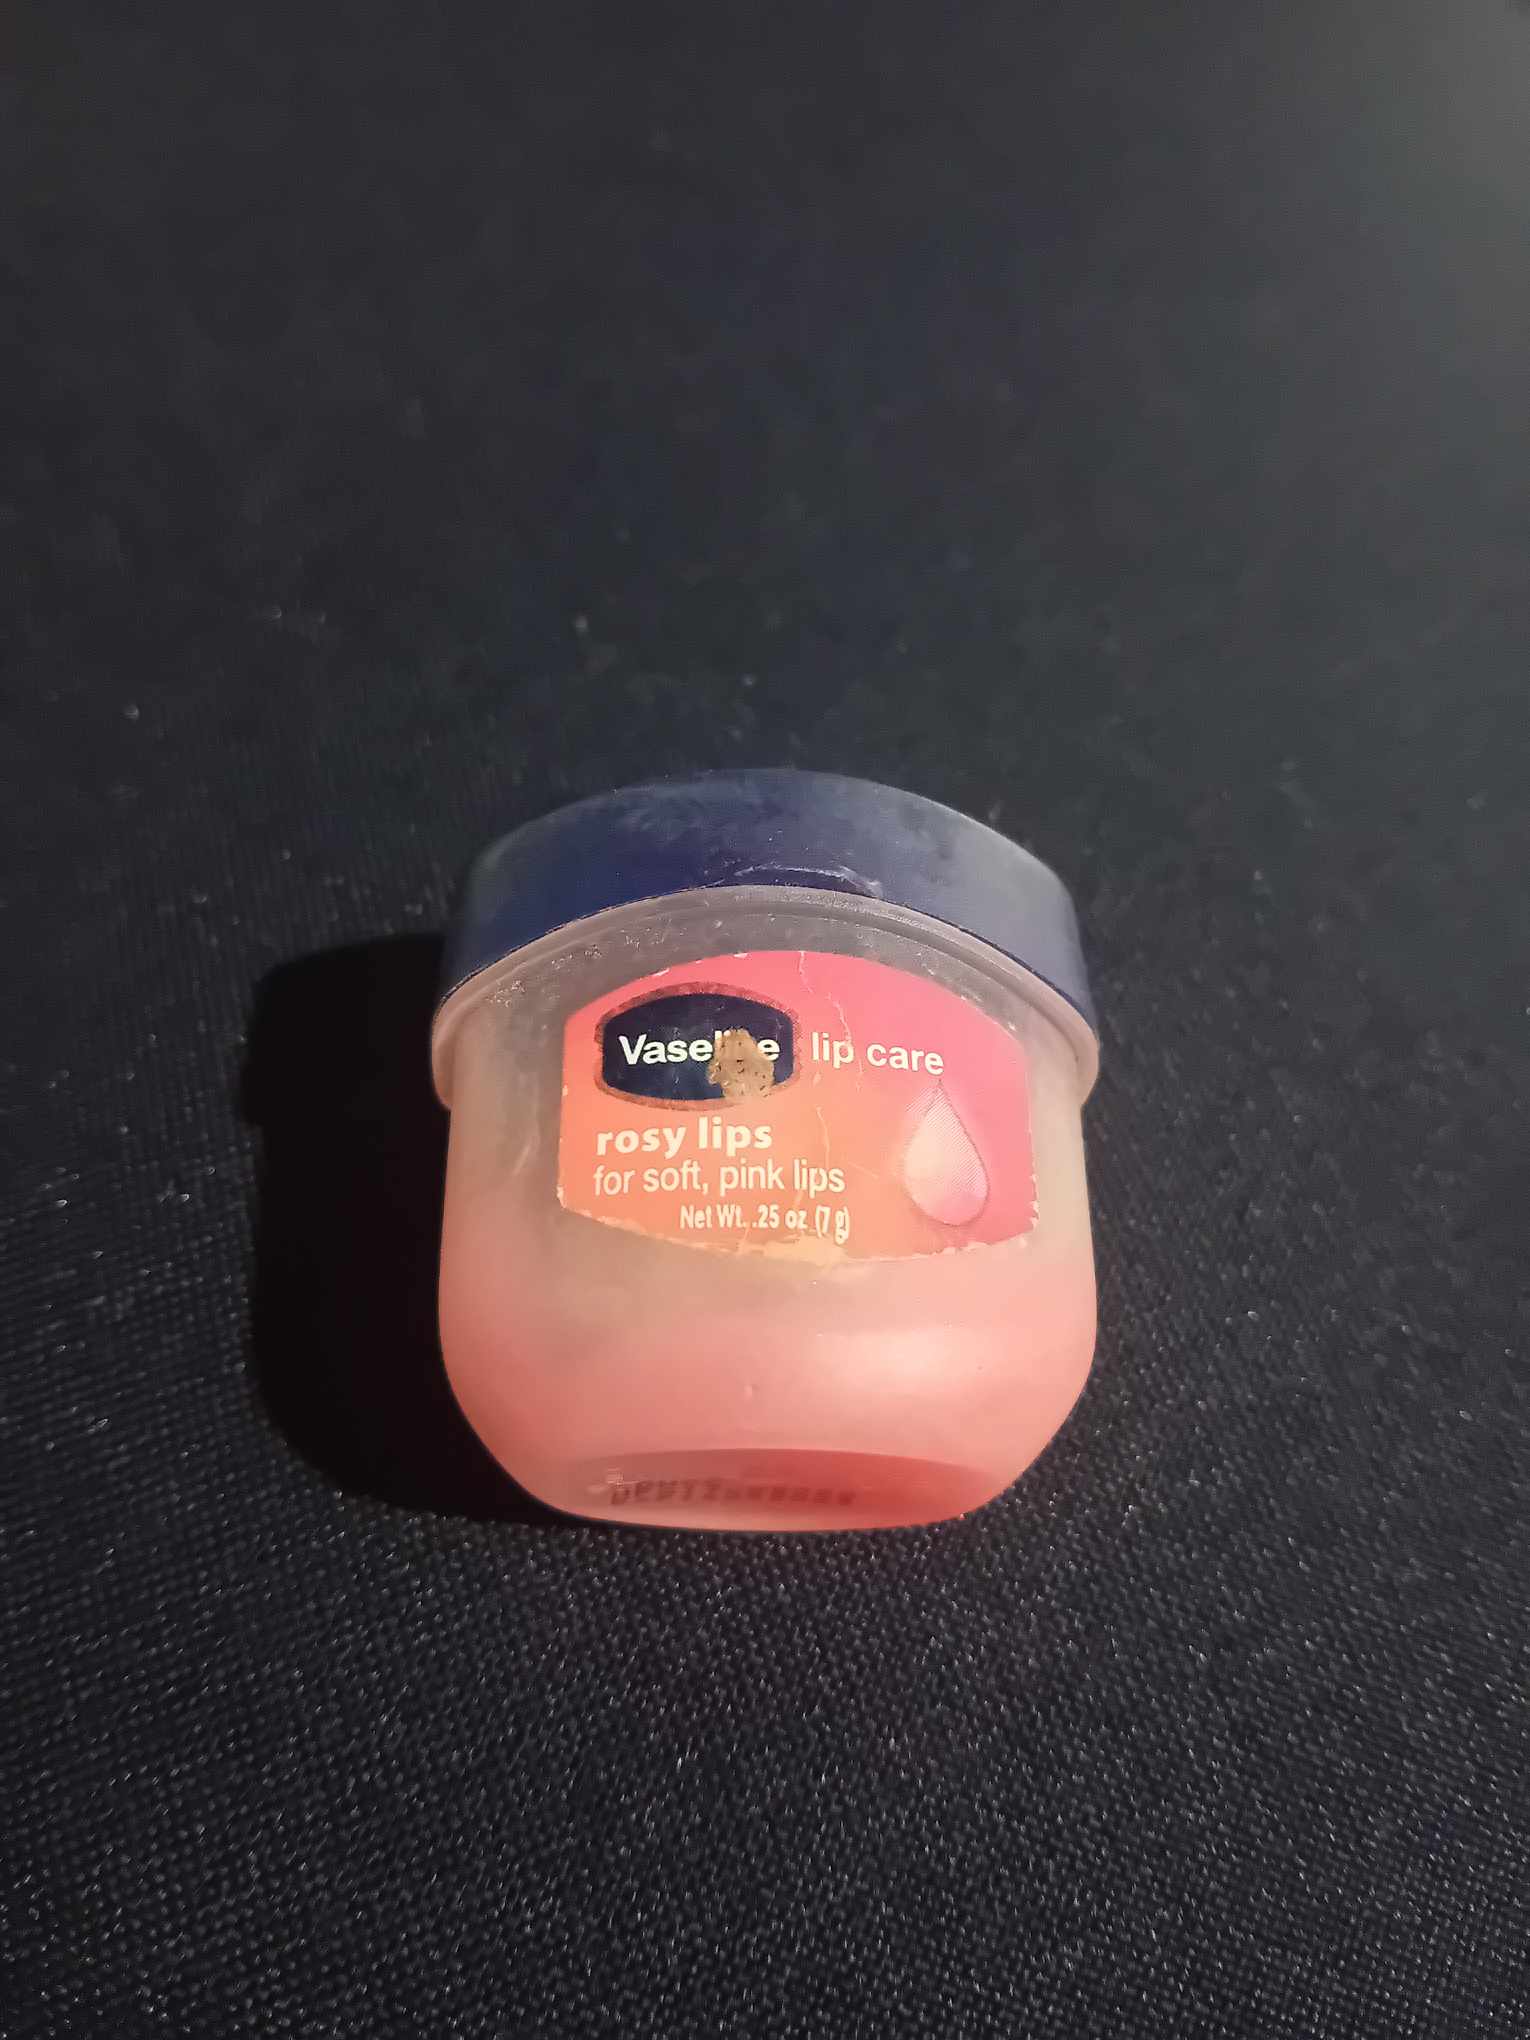 Vaseline lip care
rosy lips
for soft, pink lips
Net Wt. .25 oz (7 g)